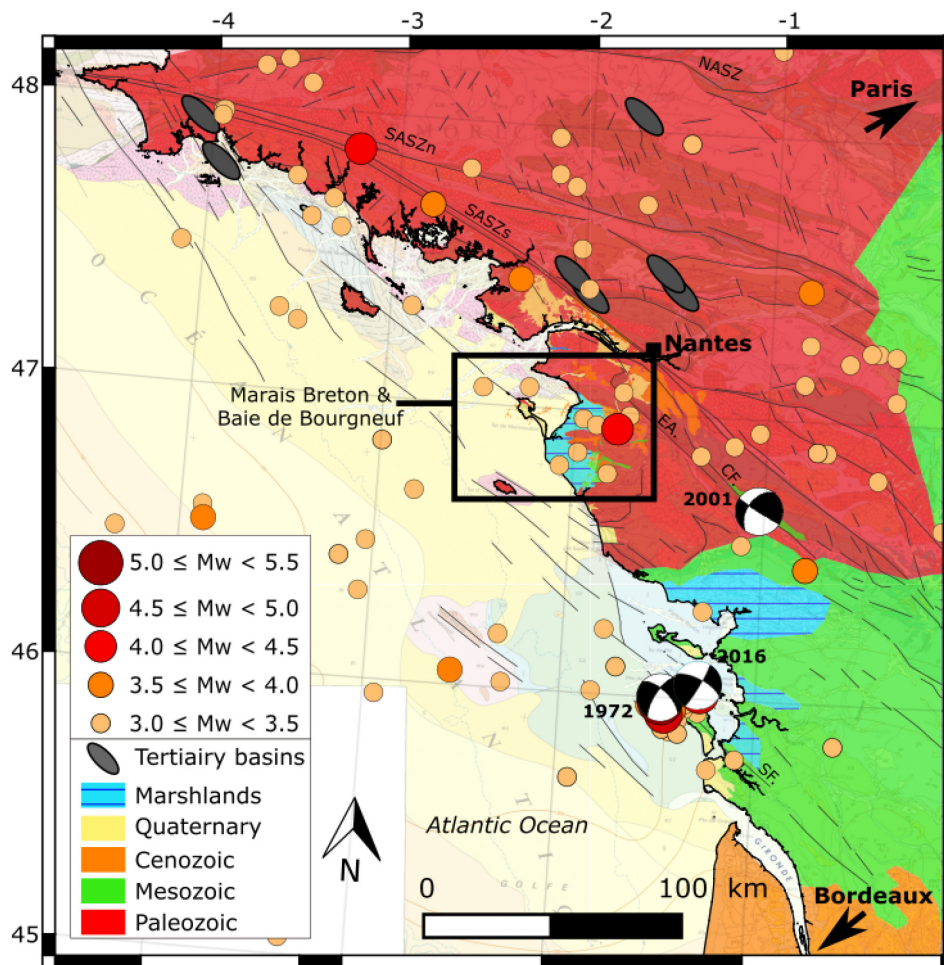 -4 -3 -2 -1
48
NASZ
Paris
SASZn
SASZs
47
Nantes
Marais Breton &
Baie de Bourgneuf
EA.
CF.
2001
5.0 ≤ Mw < 5.5
4.5 ≤ Mw < 5.0
4.0 ≤ Mw < 4.5
3.5 ≤ Mw < 4.0
3.0 ≤ Mw < 3.5
46
2016
1972
Tertiairy basins
Marshlands
Quaternary
Cenozoic
Mesozoic
Paleozoic
SF.
N
Atlantic Ocean
GIRONDE
GOLFE
0 100 km
Bordeaux
45
O C É A N
A T L A N T I